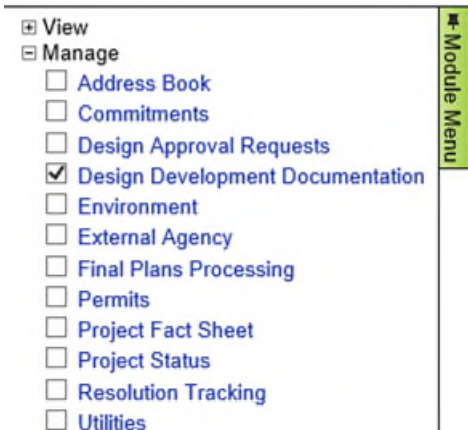 View
Manage
Address Book
Commitments
Design Approval Requests
Design Development Documentation
Environment
External Agency
Final Plans Processing
Permits
Project Fact Sheet
Project Status
Resolution Tracking
Utilities
Module Menu